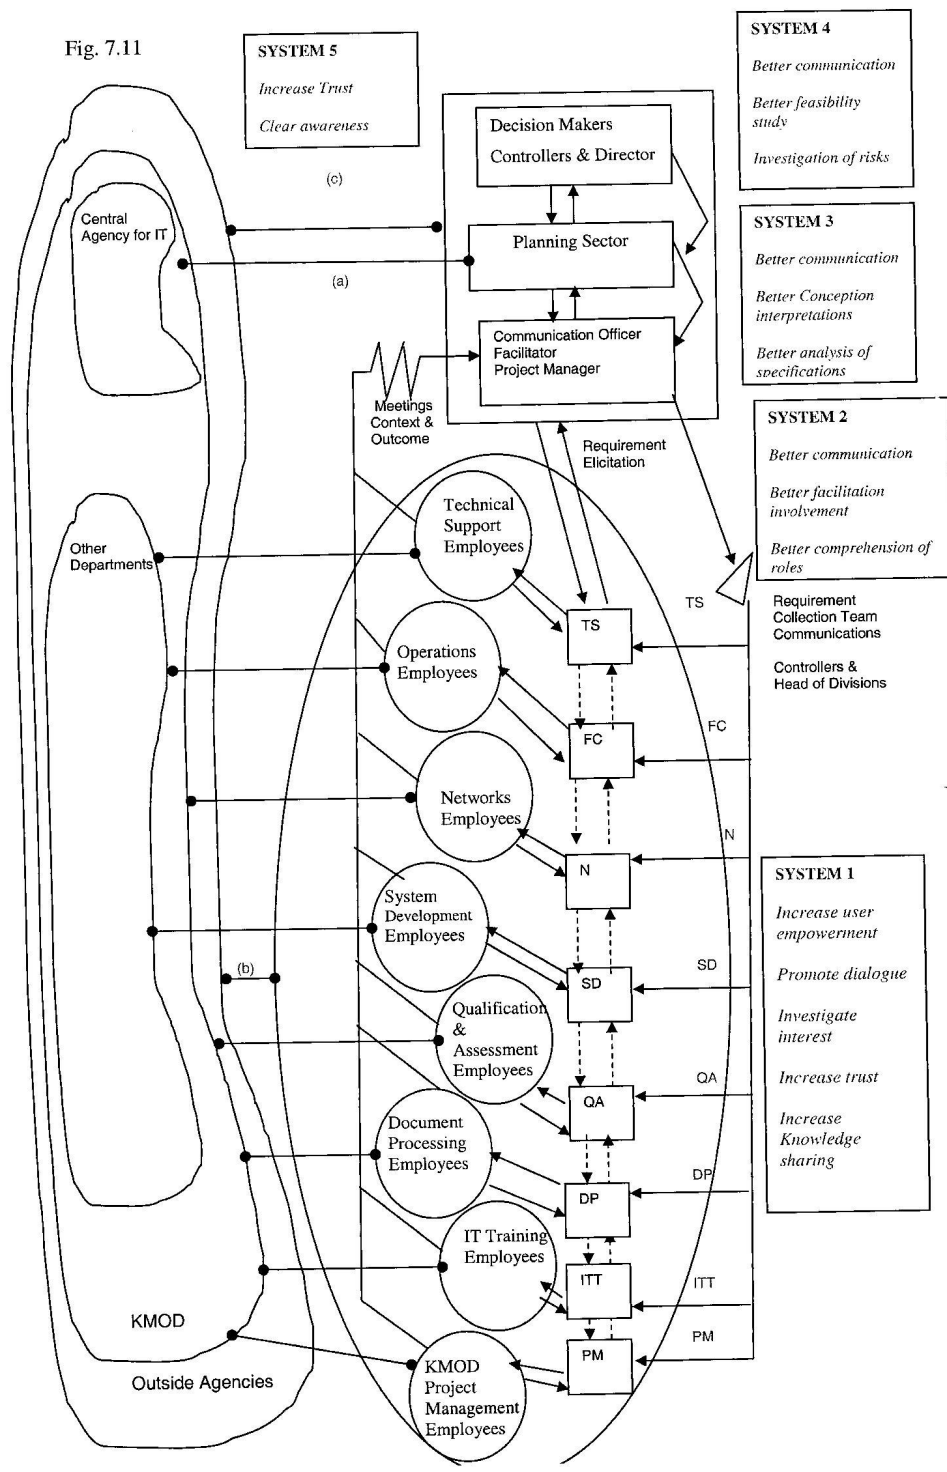 Fig. 7.11
SYSTEM 5
Increase Trust
Clear awareness
SYSTEM 4
Better communication
Better feasibility
study
Investigation of risks
Decision Makers
Controllers & Director
(c)
Central
Agency for IT
Planning Sector
(a)
SYSTEM 3
Better communication
Better Conception
interpretations
Better analysis of
specifications
Communication Officer
Facilitator
Project Manager
Meetings
Context &
Outcome
Requirement
Elicitation
SYSTEM 2
Better communication
Better facilitation
involvement
Better comprehension of
roles
Technical
Support
Employees
Other
Departments
TS
TS
Requirement
Collection Team
Communications
Controllers &
Head of Divisions
Operations
Employees
FC
FC
Networks
Employees
N
N
SYSTEM 1
Increase user
empowerment
Promote dialogue
Investigate
interest
Increase trust
Increase
Knowledge
sharing
System
Development
Employees
(b)
SD
SD
Qualification
&
Assessment
Employees
QA
QA
Document
Processing
Employees
DP
DP
IT Training
Employees
ITT
ITT
KMOD
PM
PM
KMOD
Project
Management
Employees
Outside Agencies